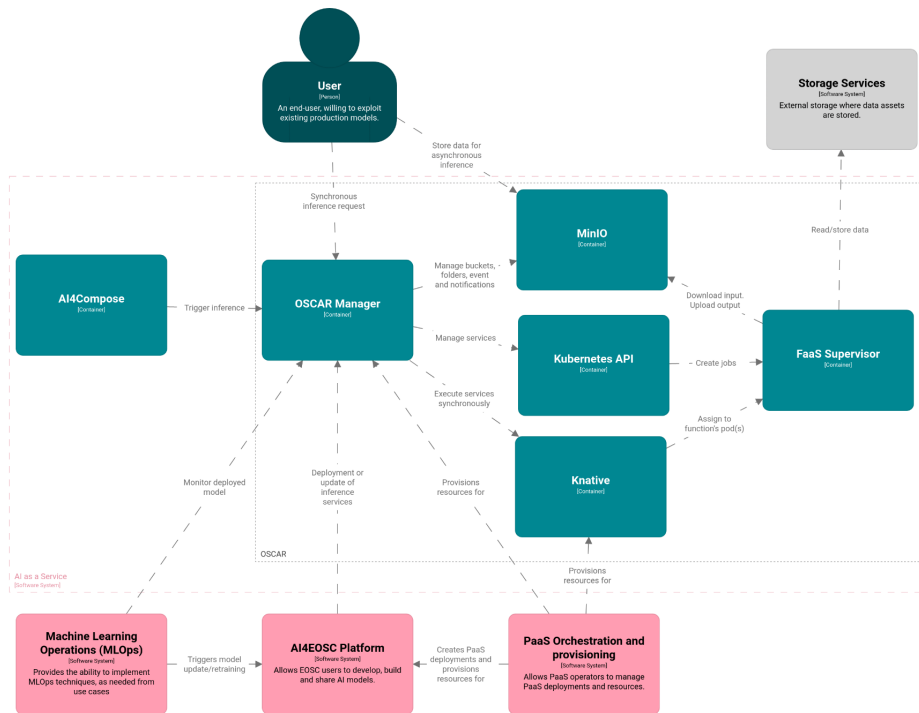 User
[Person]
An end-user, willing to exploit
existing production models.
Storage Services
[Software System]
External storage where data assets
are stored.
Store data for
asynchronous
inference
Synchronous
inference request
MinIO
[Container]
Read/store data
AI4Compose
[Container]
Trigger inference
OSCAR Manager
[Container]
Manage buckets,
folders, event
and notifications
Download input.
Upload output
Manage services
Kubernetes API
[Container]
Create jobs
FaaS Supervisor
[Container]
Execute services
synchronously
Assign to
function's pod(s)
Monitor deployed
model
Deployment or
update of
inference
services
Provisions
resources for
Knative
[Container]
OSCAR
AI as a Service
[Software System]
Provisions
resources for
Machine Learning
Operations (MLOps)
[Software System]
Provides the ability to implement
MLOps techniques, as needed from
use cases
Triggers model
update/retraining
AI4EOSC Platform
[Software System]
Allows EOSC users to develop, build
and share AI models.
Creates PaaS
deployments and
provisions
resources for
PaaS Orchestration and
provisioning
[Software System]
Allows PaaS operators to manage
PaaS deployments and resources.